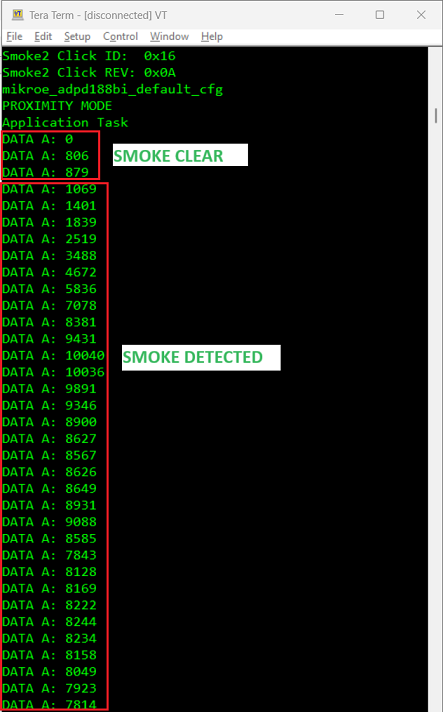 Tera Term - [disconnected] VT
File Edit Setup Control Window Help
Smoke2 Click ID:  0x16
Smoke2 Click REV: 0x0A
mikroe_adpd188bi_default_cfg
PROXIMITY MODE
Application Task
DATA A: 0
DATA A: 806
SMOKE CLEAR
DATA A: 879
DATA A: 1069
DATA A: 1401
DATA A: 1839
DATA A: 2519
DATA A: 3488
DATA A: 4672
DATA A: 5836
DATA A: 7078
DATA A: 8381
DATA A: 9431
DATA A: 10040
SMOKE DETECTED
DATA A: 10036
DATA A: 9891
DATA A: 9346
DATA A: 8900
DATA A: 8627
DATA A: 8567
DATA A: 8626
DATA A: 8649
DATA A: 8931
DATA A: 9088
DATA A: 8585
DATA A: 7843
DATA A: 8128
DATA A: 8169
DATA A: 8222
DATA A: 8244
DATA A: 8234
DATA A: 8158
DATA A: 8049
DATA A: 7923
DATA A: 7814